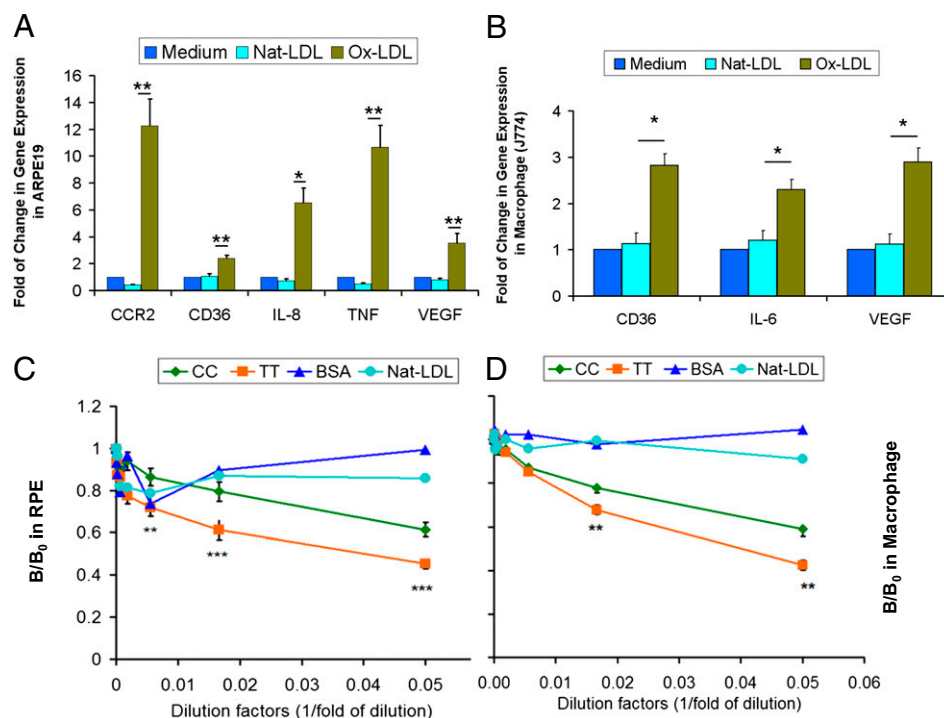 A
Medium Nat-LDL Ox-LDL
Fold of Change in Gene Expression
in ARPE19
16
14
12
10
8
6
4
2
0
**
**
*
**
**
CCR2 CD36 IL-8 TNF VEGF
B
Medium Nat-LDL Ox-LDL
Fold of Change in Gene Expression
in Macrophage (J774)
4
3
2
1
0
*
*
*
CD36 IL-6 VEGF
C
CC TT BSA Nat-LDL
B/B0 in RPE
1.2
1
0.8
0.6
0.4
0.2
0
**
***
***
0 0.01 0.02 0.03 0.04 0.05
Dilution factors (1/fold of dilution)
D
CC TT BSA Nat-LDL
**
**
B/B0 in Macrophage
0.00 0.01 0.02 0.03 0.04 0.05 0.06
Dilution factors (1/fold of dilution)